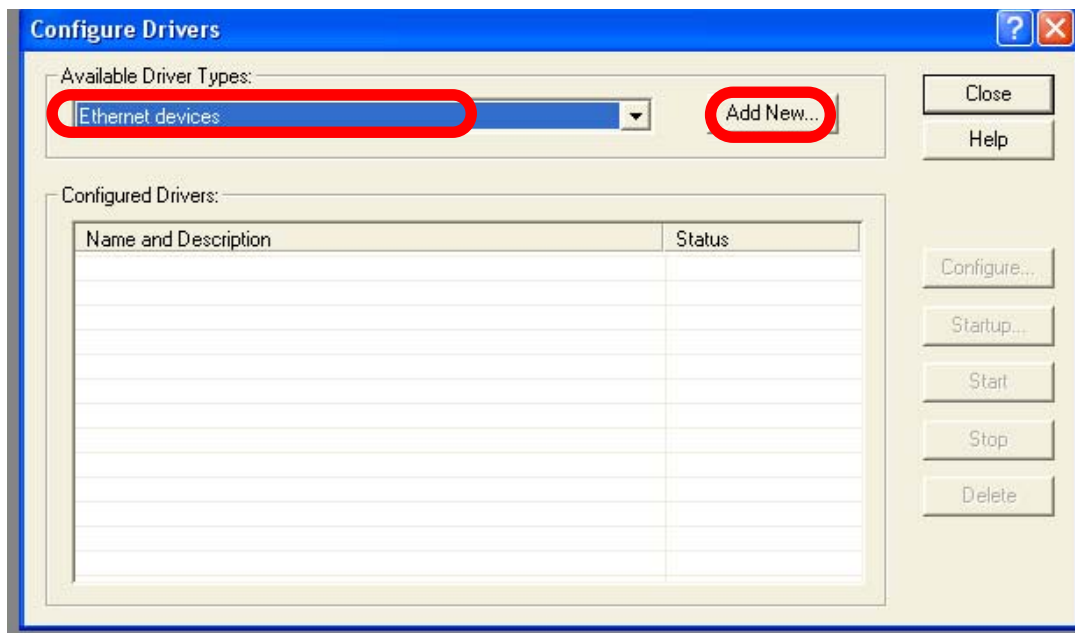 Configure Drivers
Available Driver Types:
Ethernet devices
Add New...
Close
Help
Configured Drivers:
Name and Description
Status
Configure...
Startup...
Start
Stop
Delete